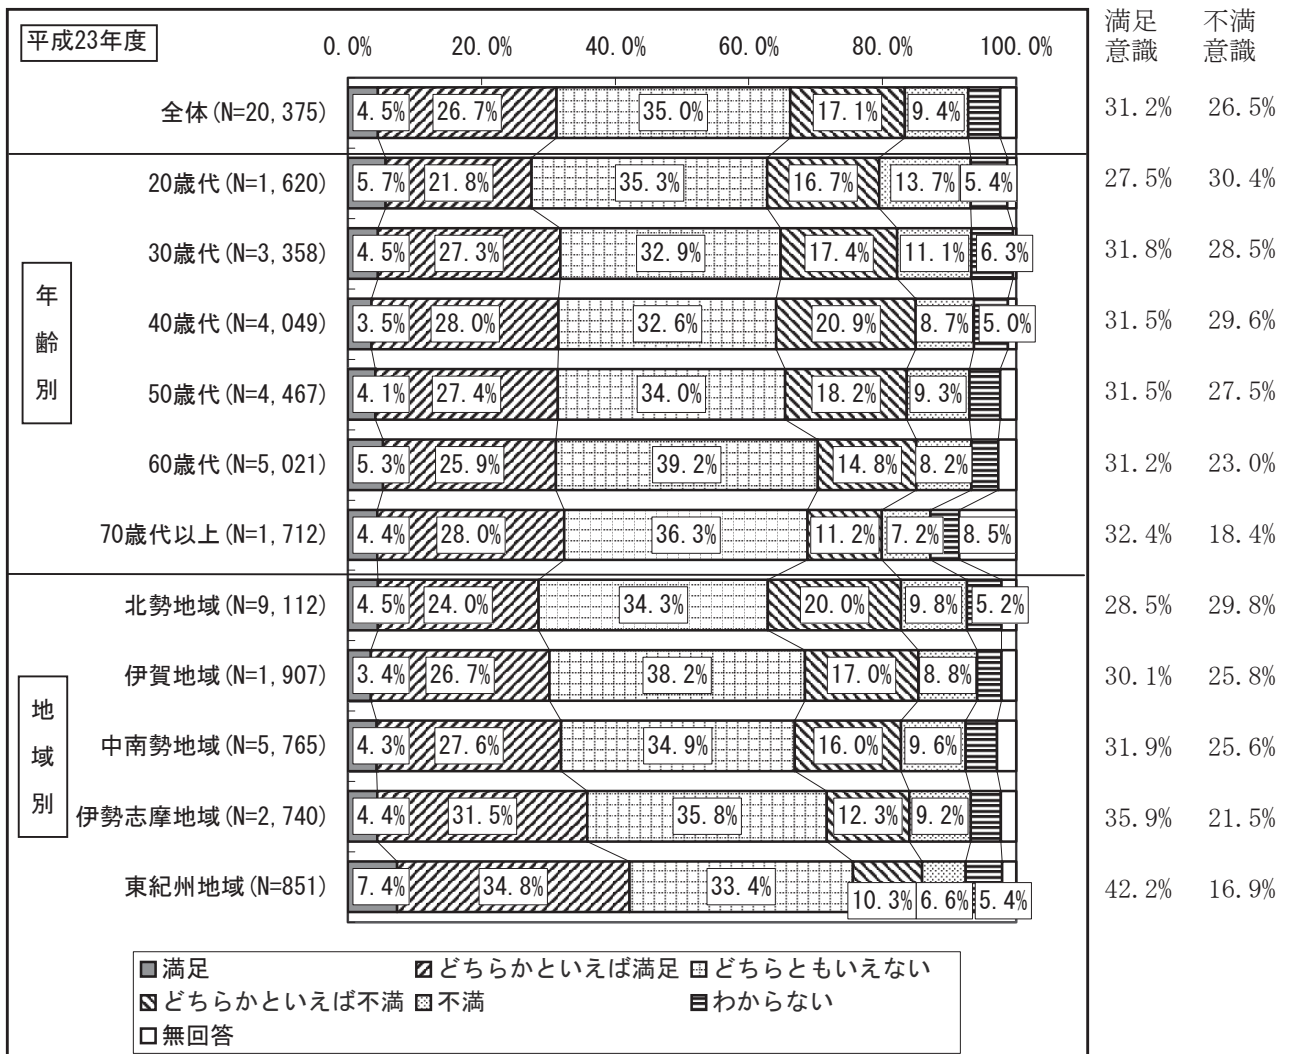 満足 不満
意識 意識
平成23年度
0.0% 20.0% 40.0% 60.0% 80.0% 100.0%
全体(N=20,375) 4.5% 26.7% 35.0% 17.1% 9.4% 31.2% 26.5%
年齢別
20歳代(N=1,620) 5.7% 21.8% 35.3% 16.7% 13.7% 5.4% 27.5% 30.4%
30歳代(N=3,358) 4.5% 27.3% 32.9% 17.4% 11.1% 6.3% 31.8% 28.5%
40歳代(N=4,049) 3.5% 28.0% 32.6% 20.9% 8.7% 5.0% 31.5% 29.6%
50歳代(N=4,467) 4.1% 27.4% 34.0% 18.2% 9.3% 31.5% 27.5%
60歳代(N=5,021) 5.3% 25.9% 39.2% 14.8% 8.2% 31.2% 23.0%
70歳代以上(N=1,712) 4.4% 28.0% 36.3% 11.2% 7.2% 8.5% 32.4% 18.4%
地域別
北勢地域(N=9,112) 4.5% 24.0% 34.3% 20.0% 9.8% 5.2% 28.5% 29.8%
伊賀地域(N=1,907) 3.4% 26.7% 38.2% 17.0% 8.8% 30.1% 25.8%
中南勢地域(N=5,765) 4.3% 27.6% 34.9% 16.0% 9.6% 31.9% 25.6%
伊勢志摩地域(N=2,740) 4.4% 31.5% 35.8% 12.3% 9.2% 35.9% 21.5%
東紀州地域(N=851) 7.4% 34.8% 33.4% 10.3% 6.6% 5.4% 42.2% 16.9%
満足 どちらかといえば満足 どちらともいえない
どちらかといえば不満 不満 わからない
無回答